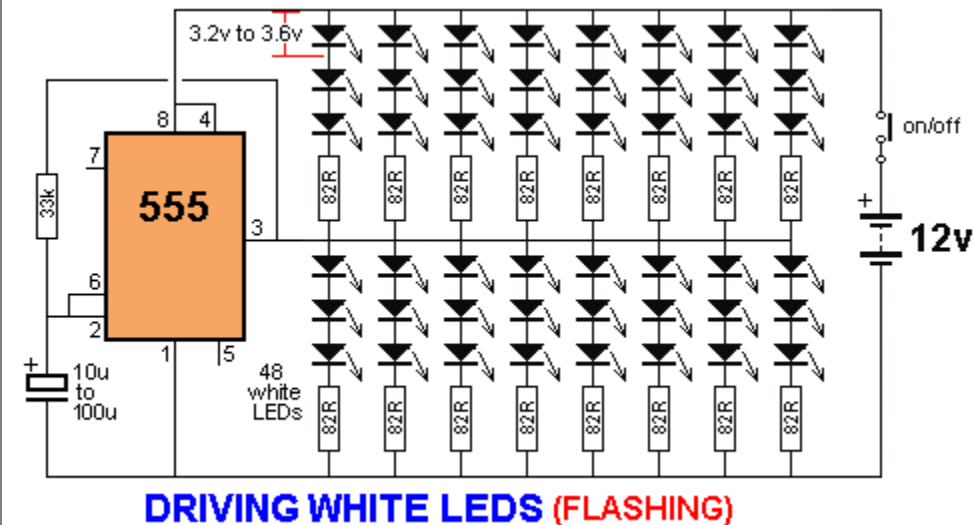 3.2v to 3.6v
8
4
on/off
7
82R 82R 82R 82R 82R 82R 82R 82R
33k
555
+
3
12v
6
2
1
5
+
10u
to
100u
48
white
LEDs
82R 82R 82R 82R 82R 82R 82R 82R
DRIVING WHITE LEDS (FLASHING)